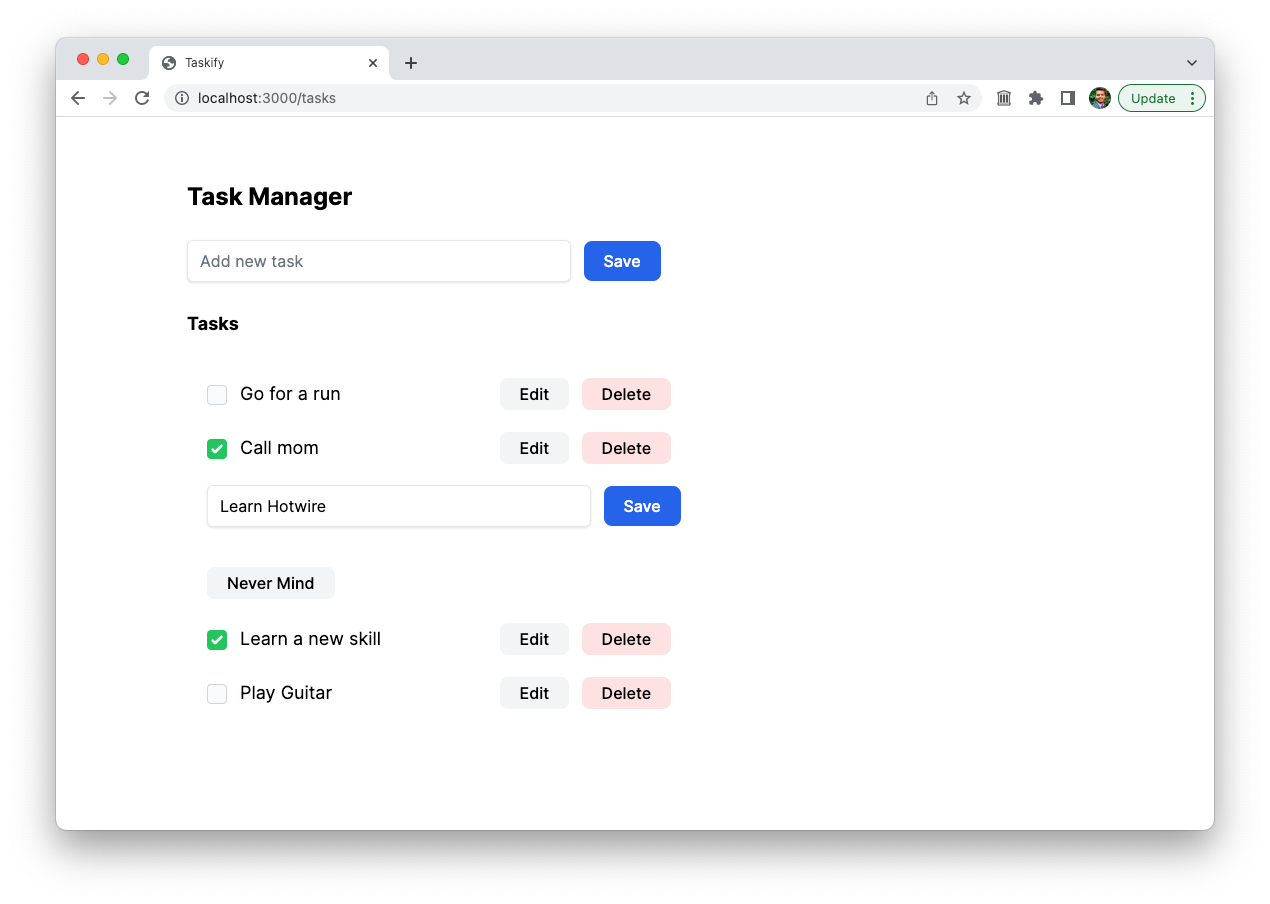 Taskify
localhost:3000/tasks
Update
Task Manager
Add new task Save
Tasks
Go for a run Edit Delete
Call mom Edit Delete
Learn Hotwire Save
Never Mind
Learn a new skill Edit Delete
Play Guitar Edit Delete